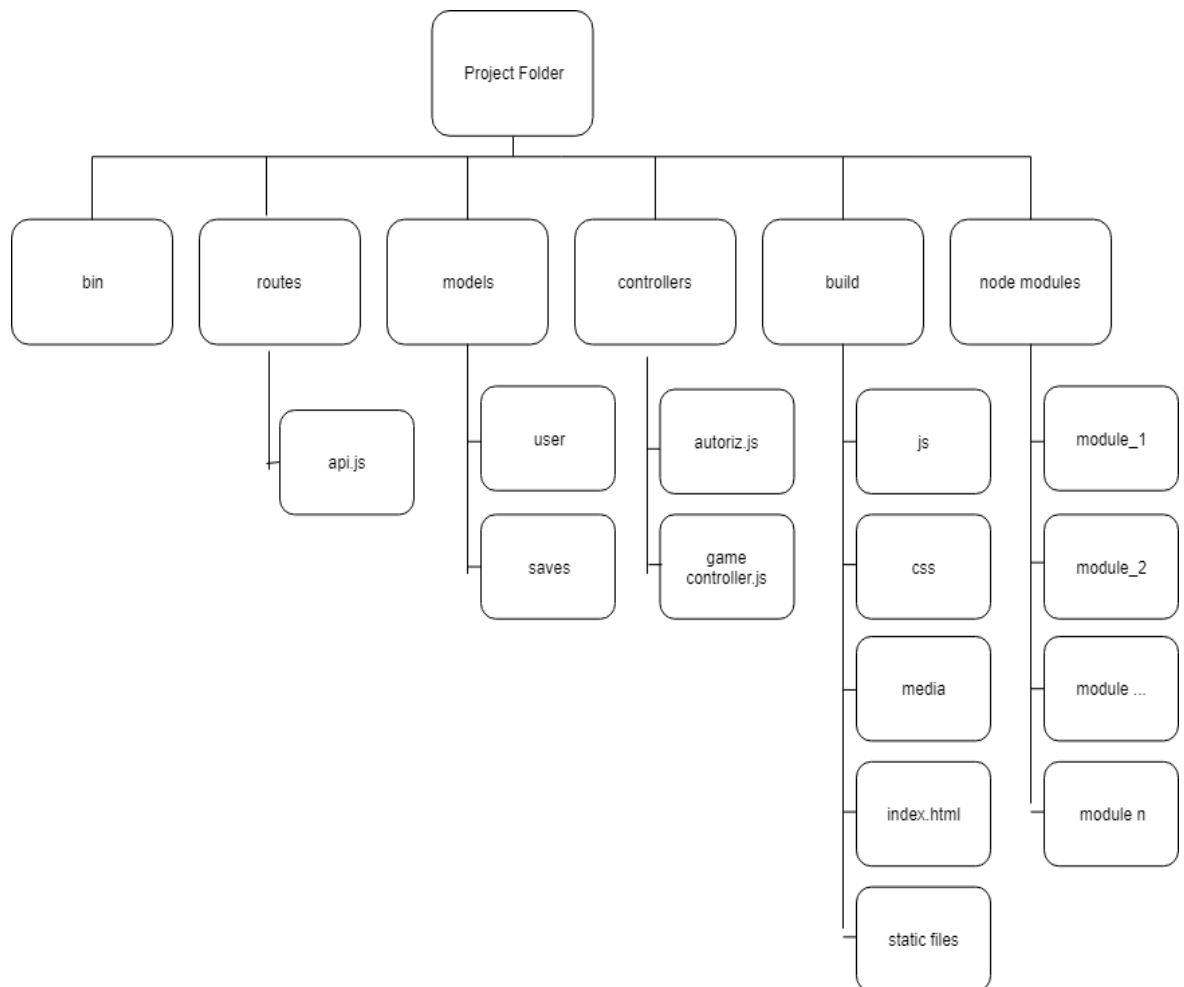 Project Folder
bin
routes
models
controllers
build
node modules
api.js
user
saves
autoriz.js
game
controller.js
js
css
media
index.html
static files
module_1
module_2
module ...
module n